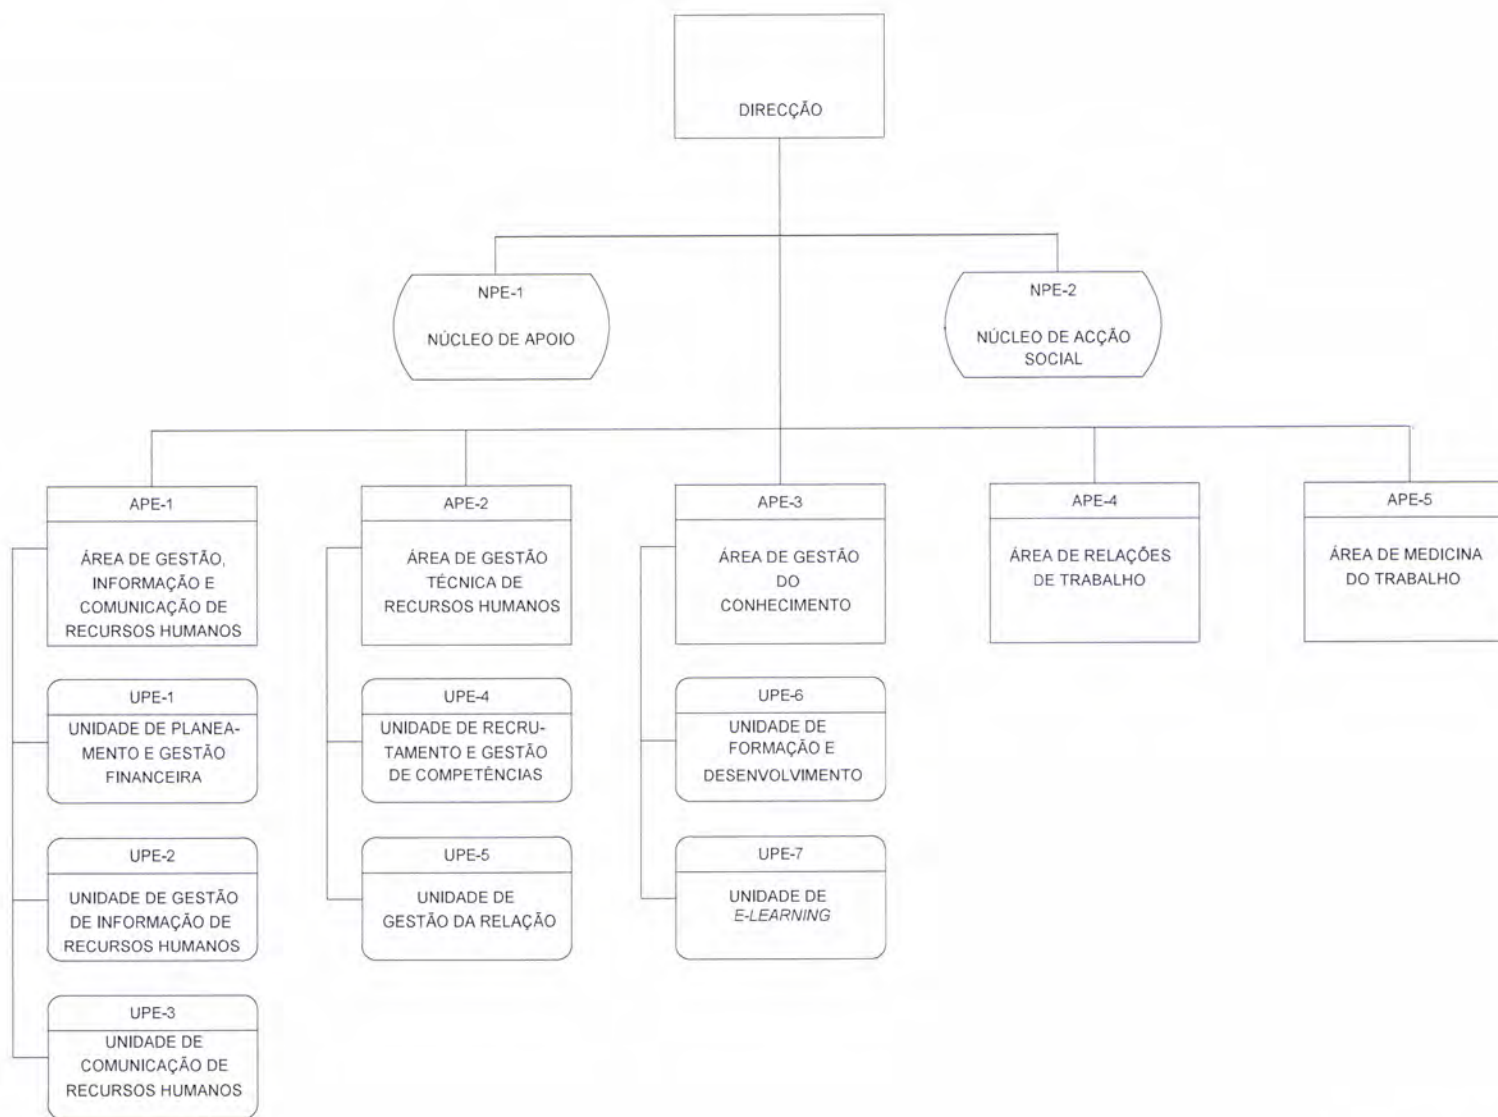 DIRECÇÃO
NPE-1
NÚCLEO DE APOIO
NPE-2
NÚCLEO DE ACÇÃO
SOCIAL
APE-1
ÁREA DE GESTÃO,
INFORMAÇÃO E
COMUNICAÇÃO DE
RECURSOS HUMANOS
APE-2
ÁREA DE GESTÃO
TÉCNICA DE
RECURSOS HUMANOS
APE-3
ÁREA DE GESTÃO
DO
CONHECIMENTO
APE-4
ÁREA DE RELAÇÕES
DE TRABALHO
APE-5
ÁREA DE MEDICINA
DO TRABALHO
UPE-1
UNIDADE DE PLANEA-
MENTO E GESTÃO
FINANCEIRA
UPE-4
UNIDADE DE RECRU-
TAMENTO E GESTÃO
DE COMPETÊNCIAS
UPE-6
UNIDADE DE
FORMAÇÃO E
DESENVOLVIMENTO
UPE-2
UNIDADE DE GESTÃO
DE INFORMAÇÃO DE
RECURSOS HUMANOS
UPE-5
UNIDADE DE
GESTÃO DA RELAÇÃO
UPE-7
UNIDADE DE
E-LEARNING
UPE-3
UNIDADE DE
COMUNICAÇÃO DE
RECURSOS HUMANOS